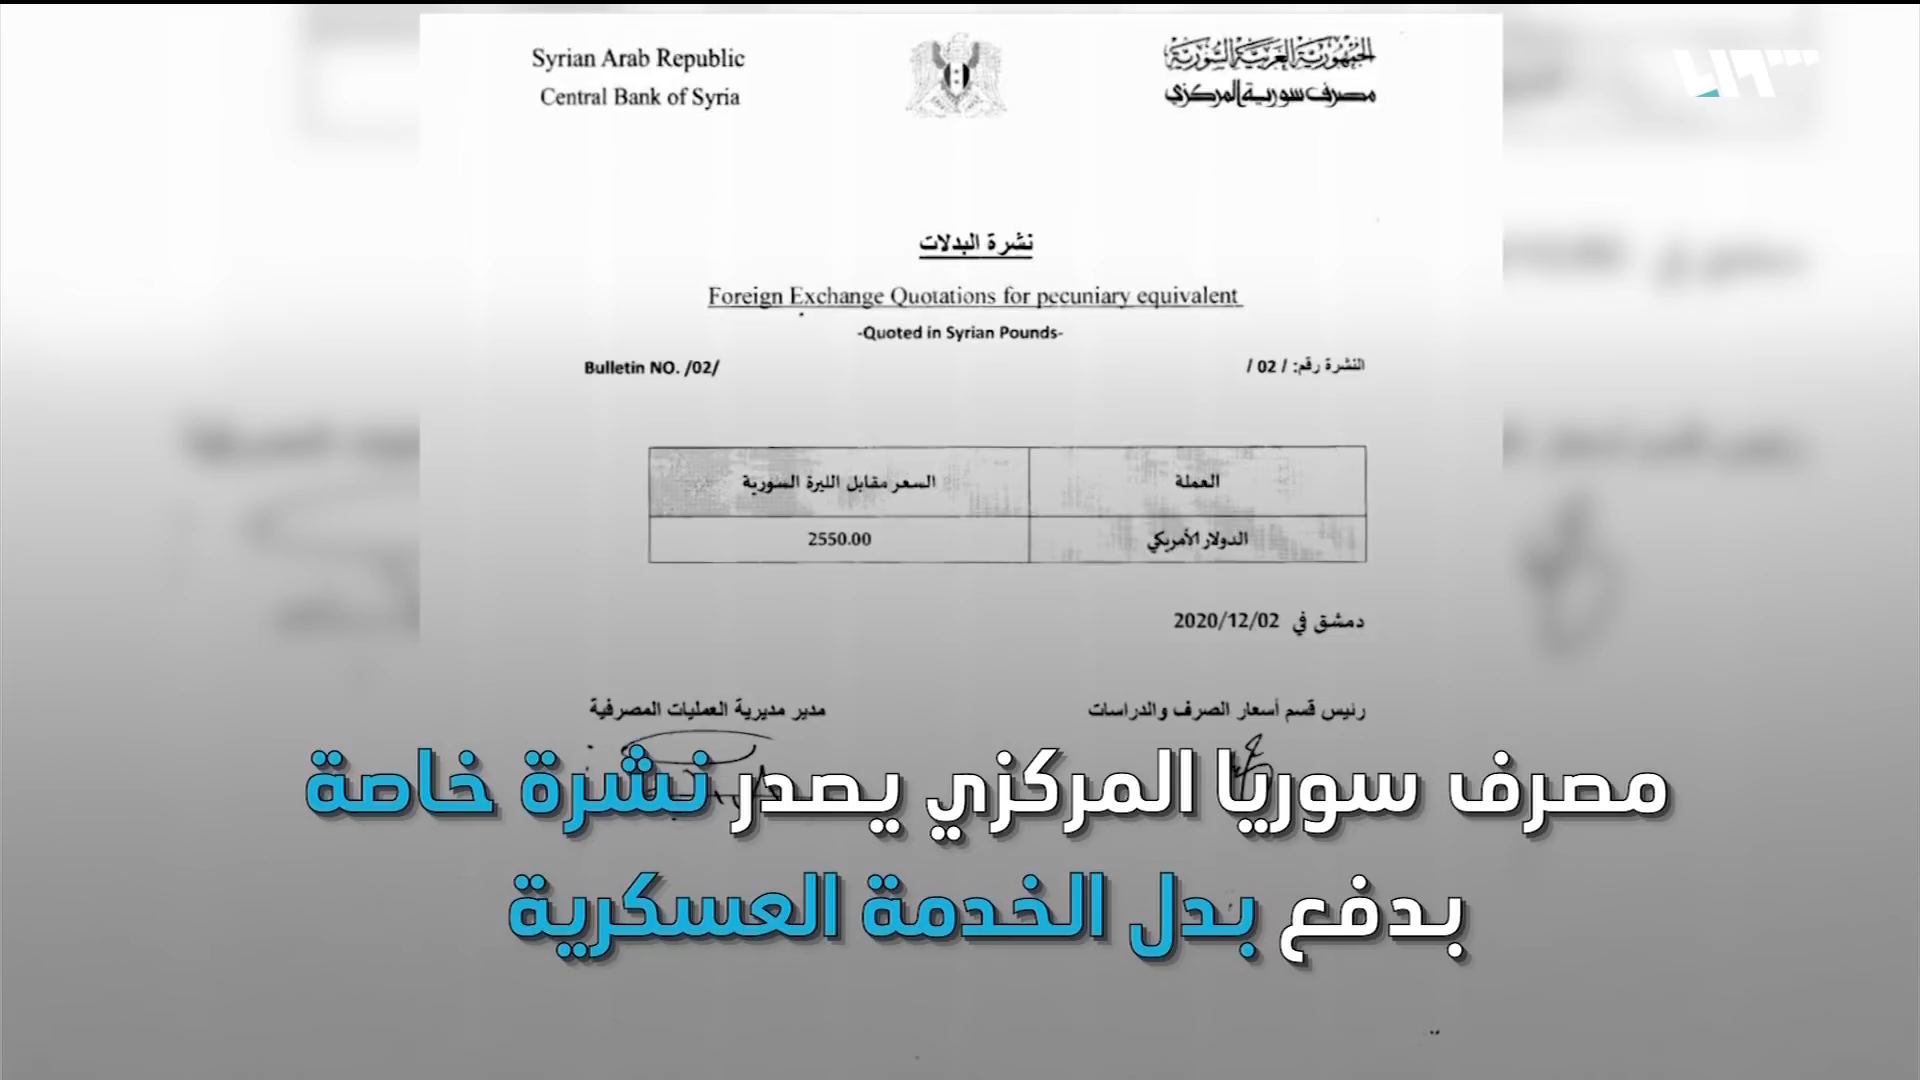 Syrian Arab Republic
Central Bank of Syria
الجمهورية العربية السورية
مصرف سورية المركزي
نشرة البدلات
Foreign Exchange Quotations for pecuniary equivalent
-Quoted in Syrian Pounds-
Bulletin NO. /02/
النشرة رقم: / 02 /
العملة السعر مقابل الليرة السورية
الدولار الأمريكي 2550.00
دمشق في 2020/12/02
رئيس قسم أسعار الصرف والدراسات
مدير مديرية العمليات المصرفية
مصرف سوريا المركزي يصدر نشرة خاصة
بدفع بدل الخدمة العسكرية